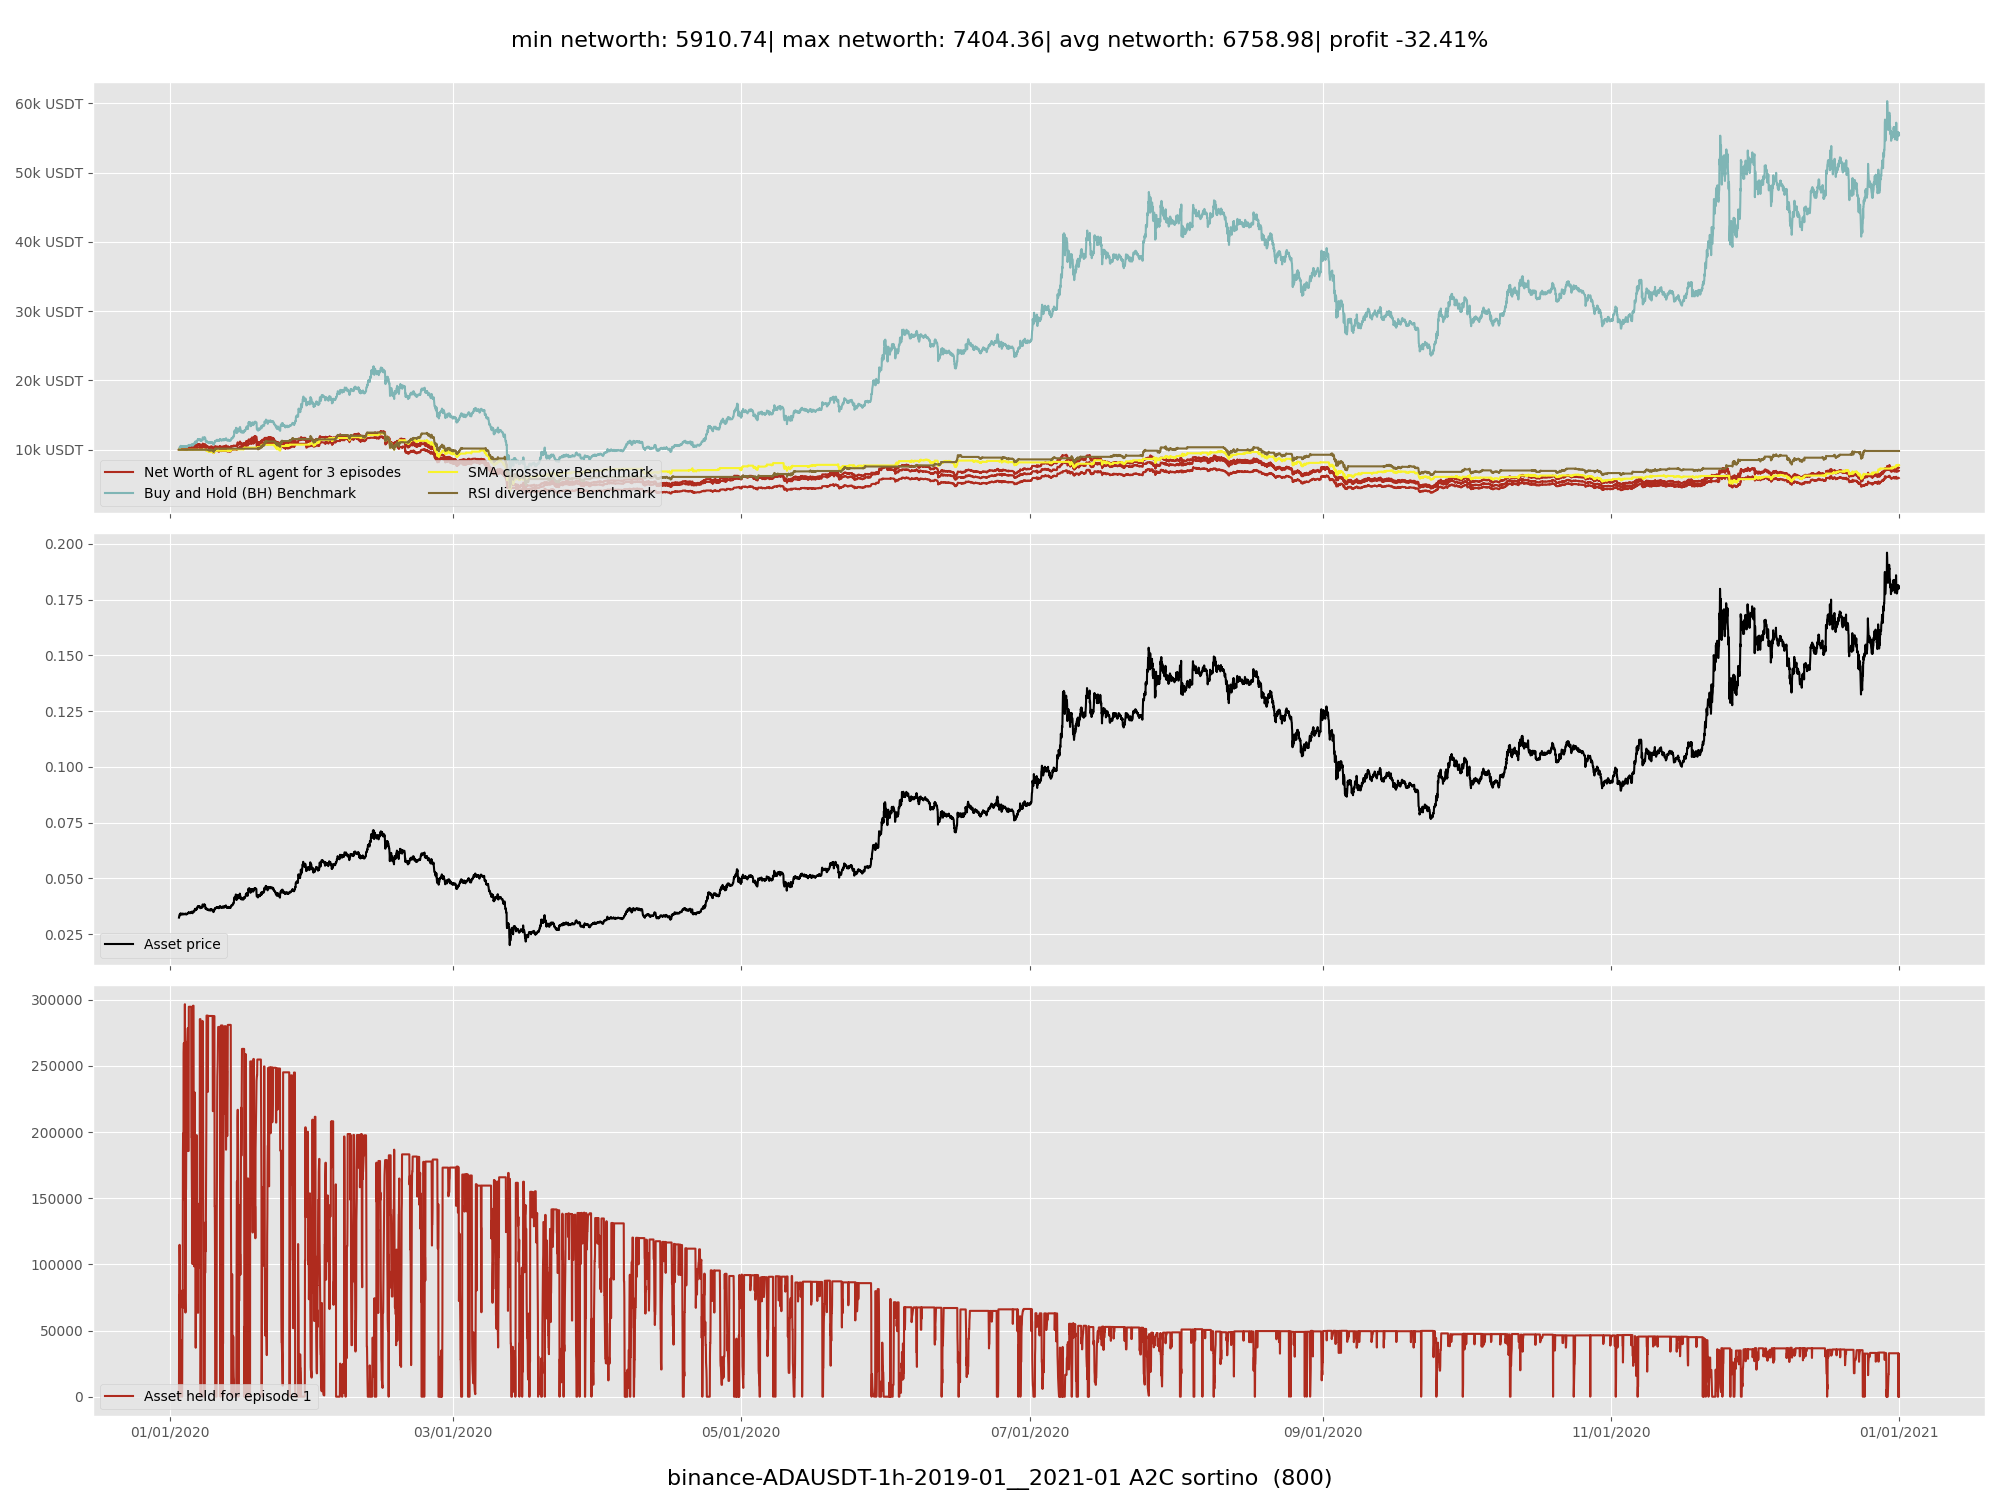 min networth: 5910.74| max networth: 7404.36| avg networth: 6758.98| profit -32.41%
60k USDT
50k USDT
40k USDT
30k USDT
20k USDT
10k USDT
Net Worth of RL agent for 3 episodes
Buy and Hold (BH) Benchmark
SMA crossover Benchmark
RSI divergence Benchmark
0.200
0.175
0.150
0.125
0.100
0.075
0.050
0.025
Asset price
300000
250000
200000
150000
100000
50000
0
Asset held for episode 1
01/01/2020 03/01/2020 05/01/2020 07/01/2020 09/01/2020 11/01/2020 01/01/2021
binance-ADAUSDT-1h-2019-01__2021-01 A2C sortino (800)